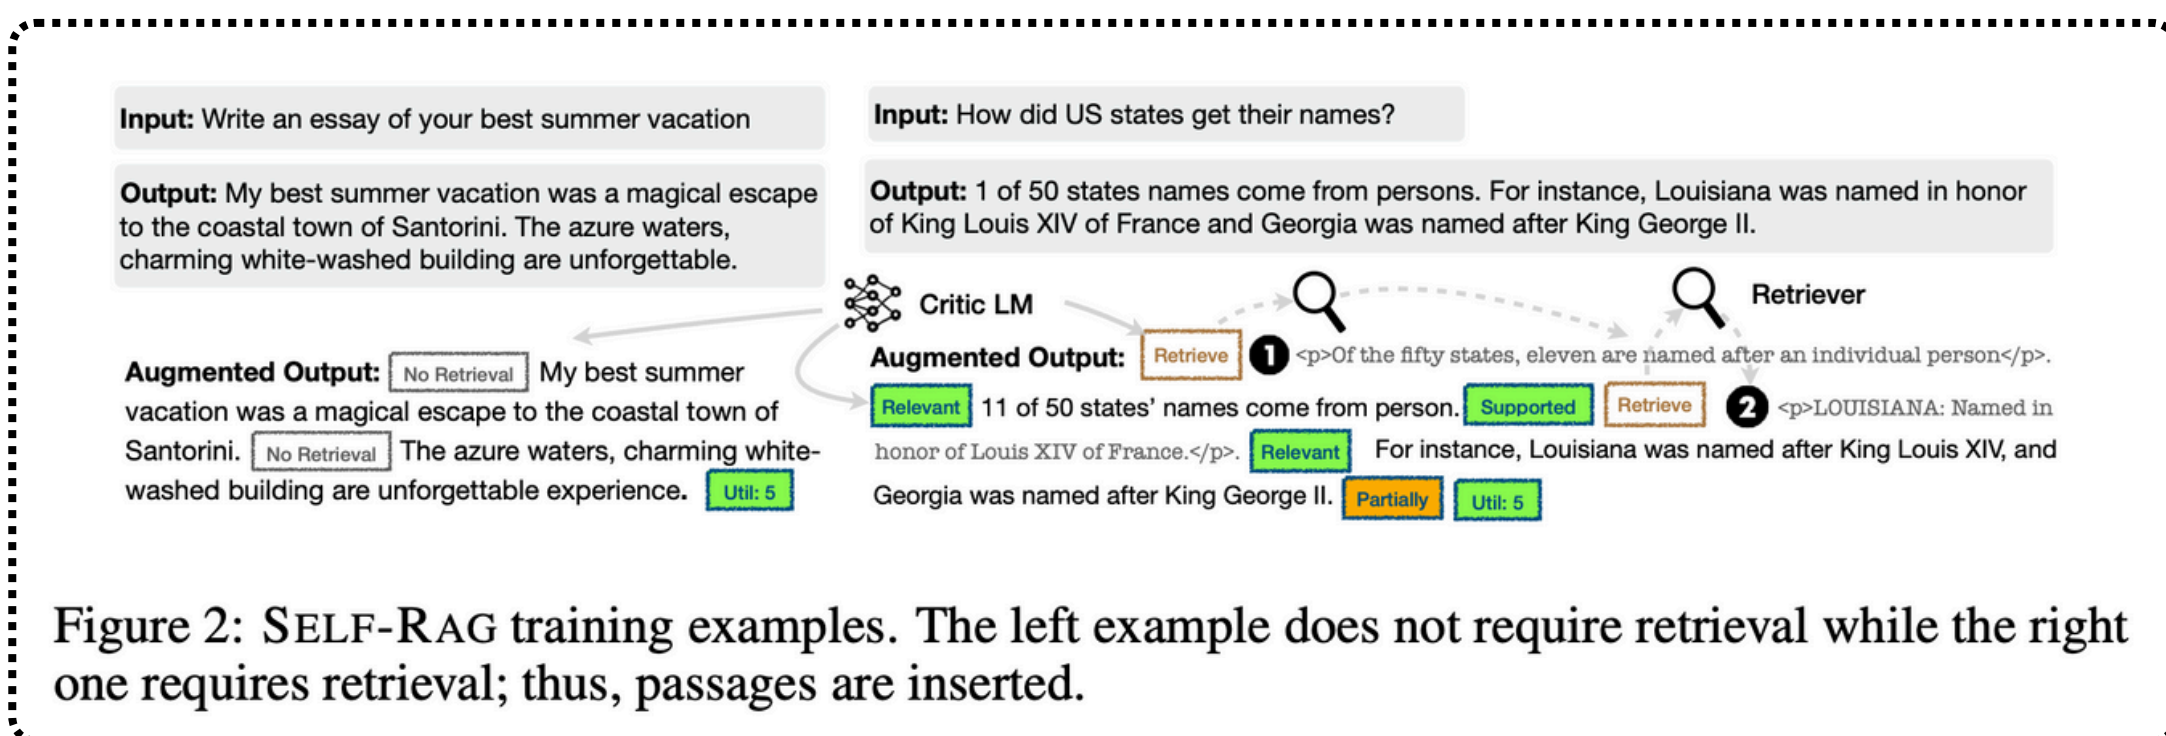 Input: Write an essay of your best summer vacation
Output: My best summer vacation was a magical escape
to the coastal town of Santorini. The azure waters,
charming white-washed building are unforgettable.
Augmented Output: No Retrieval My best summer
vacation was a magical escape to the coastal town of
Santorini. No Retrieval The azure waters, charming white-
washed building are unforgettable experience. Util: 5
Input: How did US states get their names?
Output: 1 of 50 states names come from persons. For instance, Louisiana was named in honor
of King Louis XIV of France and Georgia was named after King George II.
Critic LM
Retriever
Augmented Output: Retrieve 1 <p>Of the fifty states, eleven are named after an individual person</p>.
Relevant 11 of 50 states' names come from person. Supported Retrieve 2 <p>LOUISIANA: Named in
honor of Louis XIV of France.</p>. Relevant For instance, Louisiana was named after King Louis XIV, and
Georgia was named after King George II. Partially Util: 5
Figure 2: SELF-RAG training examples. The left example does not require retrieval while the right
one requires retrieval; thus, passages are inserted.